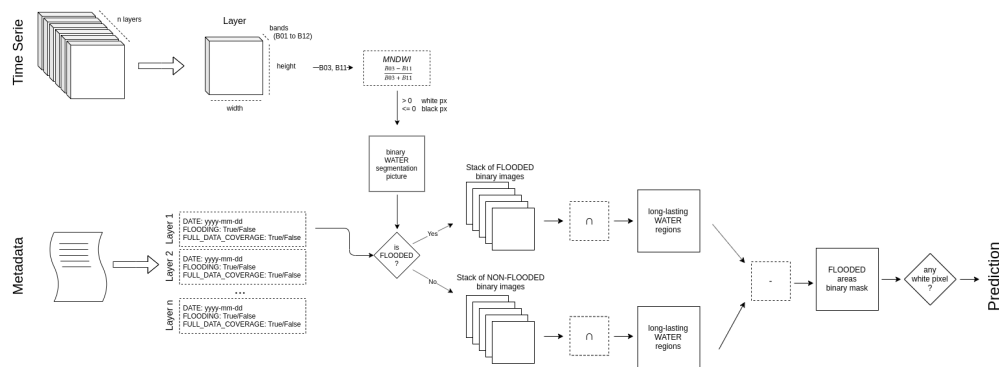 Time Serie
n layers
Layer
bands
(B01 to B12)
height
width
B03, B11
MNDWI
B03 − B11
B03 + B11
> 0 white px
<= 0 black px
binary
WATER
segmentation
picture
Metadata
Layer 1
DATE: yyyy-mm-dd
FLOODING: True/False
FULL_DATA_COVERAGE: True/False
Layer 2
DATE: yyyy-mm-dd
FLOODING: True/False
FULL_DATA_COVERAGE: True/False
...
Layer n
DATE: yyyy-mm-dd
FLOODING: True/False
FULL_DATA_COVERAGE: True/False
is
FLOODED
?
Yes
No
Stack of FLOODED
binary images
∩
long-lasting
WATER
regions
Stack of NON-FLOODED
binary images
∩
long-lasting
WATER
regions
-
FLOODED
areas
binary mask
any
white pixel
?
Prediction